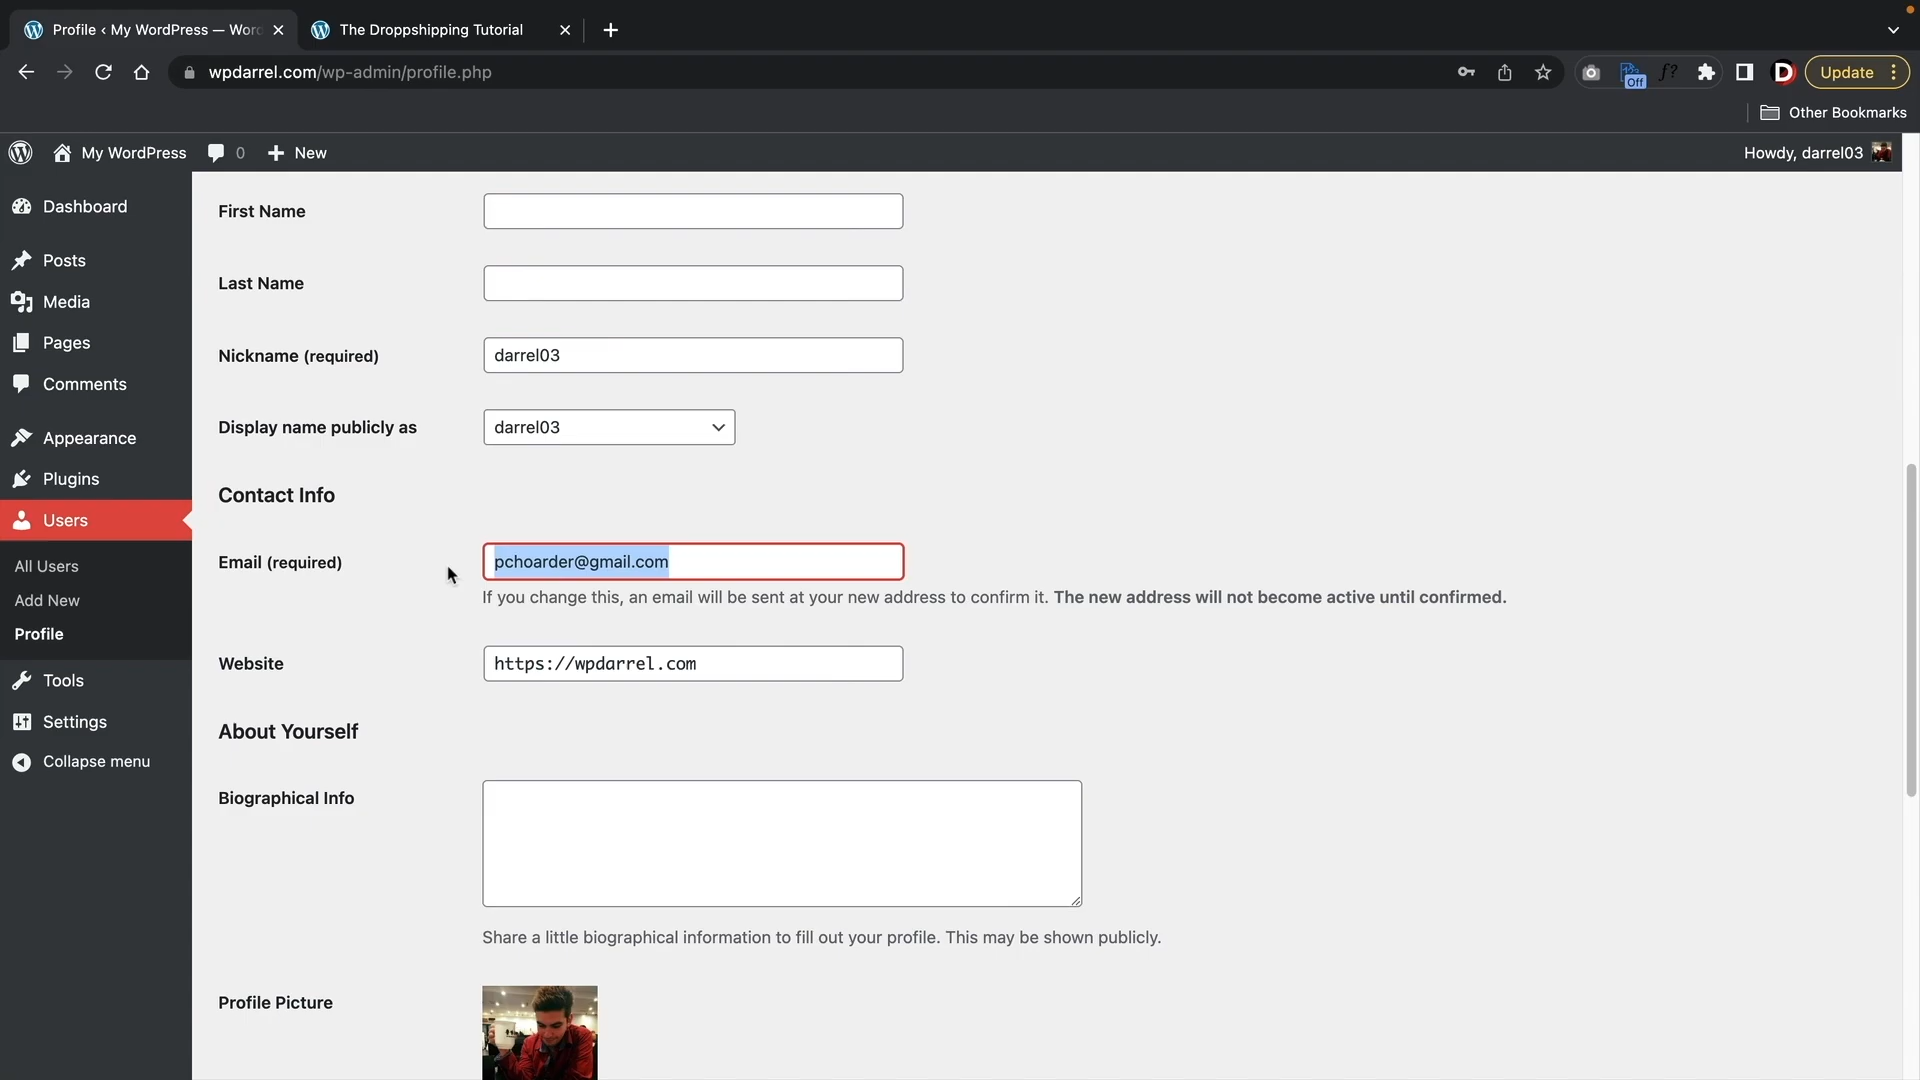 Profile ‹ My WordPress — Wor
The Droppshipping Tutorial
wpdarrel.com/wp-admin/profile.php
Off
f?
D
Update
Other Bookmarks
My WordPress
0
New
Howdy, darrel03
Dashboard
Posts
Media
Pages
Comments
Appearance
Plugins
Users
All Users
Add New
Profile
Tools
Settings
Collapse menu
First Name
Last Name
Nickname (required)
darrel03
Display name publicly as
darrel03
Contact Info
Email (required)
pchoarder@gmail.com
If you change this, an email will be sent at your new address to confirm it. The new address will not become active until confirmed.
Website
https://wpdarrel.com
About Yourself
Biographical Info
Share a little biographical information to fill out your profile. This may be shown publicly.
Profile Picture